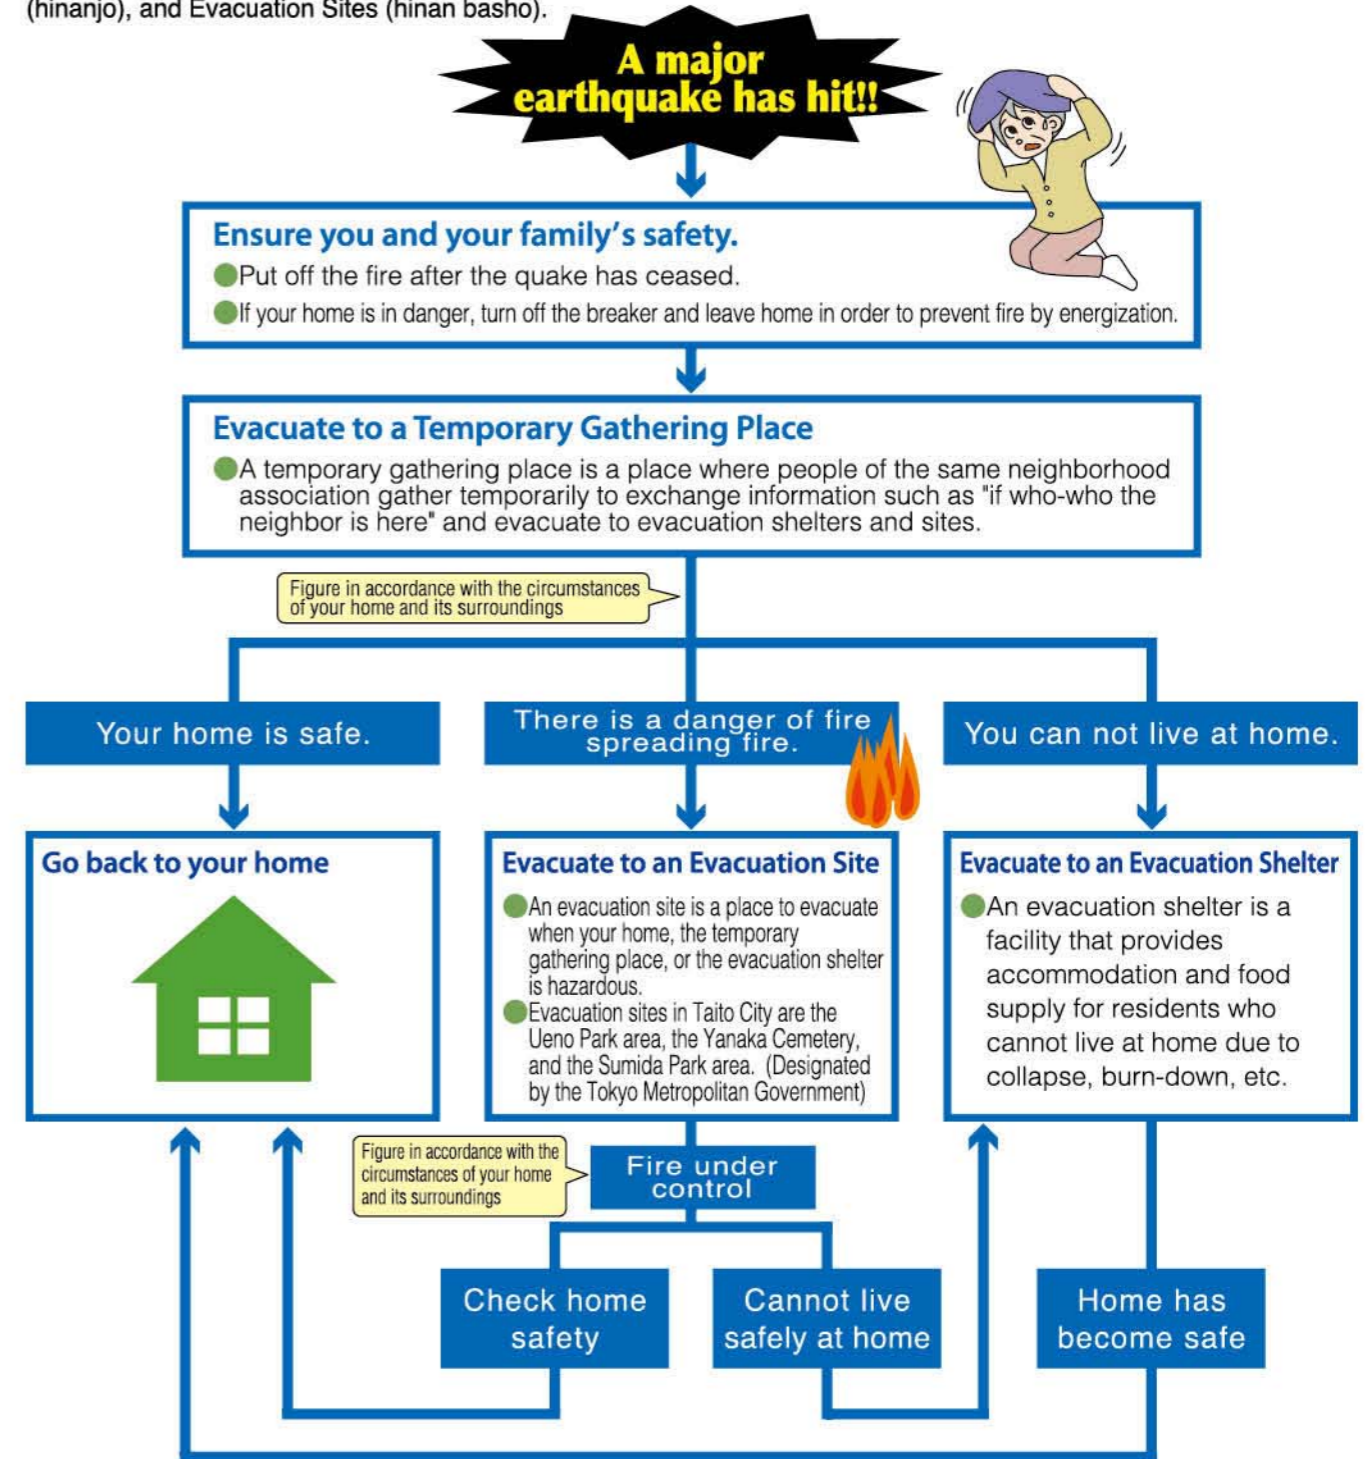 (hinanjo), and Evacuation Sites (hinan basho).
A major
earthquake has hit!!
Ensure you and your family's safety.
●Put off the fire after the quake has ceased.
●If your home is in danger, turn off the breaker and leave home in order to prevent fire by energization.
Evacuate to a Temporary Gathering Place
●A temporary gathering place is a place where people of the same neighborhood
association gather temporarily to exchange information such as "if who-who the
neighbor is here" and evacuate to evacuation shelters and sites.
Figure in accordance with the circumstances
of your home and its surroundings
Your home is safe.
There is a danger of fire
spreading fire.
You can not live at home.
Go back to your home
Evacuate to an Evacuation Site
●An evacuation site is a place to evacuate
when your home, the temporary
gathering place, or the evacuation shelter
is hazardous.
●Evacuation sites in Taito City are the
Ueno Park area, the Yanaka Cemetery,
and the Sumida Park area. (Designated
by the Tokyo Metropolitan Government)
Evacuate to an Evacuation Shelter
●An evacuation shelter is a
facility that provides
accommodation and food
supply for residents who
cannot live at home due to
collapse, burn-down, etc.
Figure in accordance with the
circumstances of your home
and its surroundings
Fire under
control
Check home
safety
Cannot live
safely at home
Home has
become safe